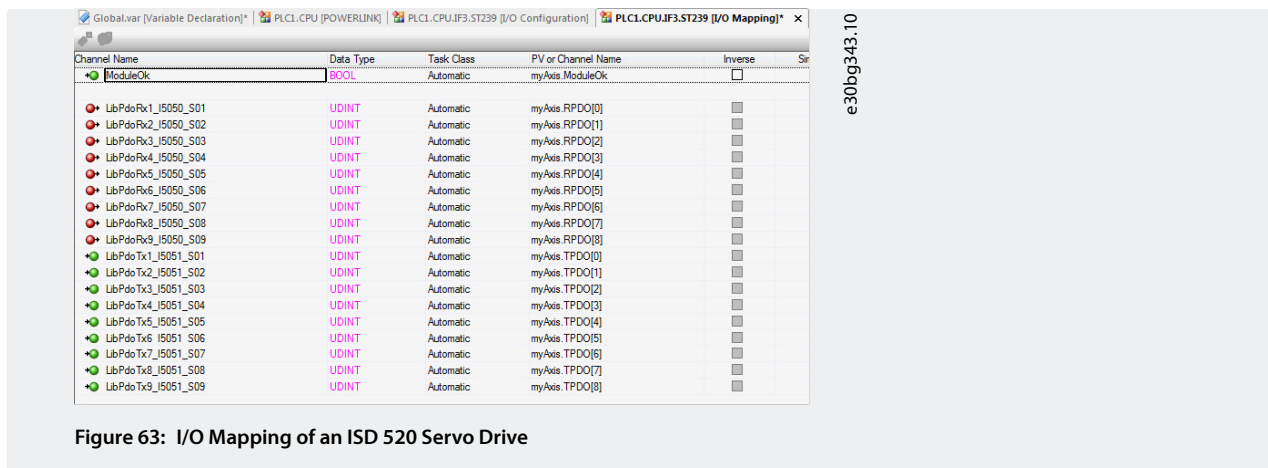 Global.var [Variable Declaration]* PLC1.CPU [POWERLINK] PLC1.CPU.IF3.ST239 [I/O Configuration] PLC1.CPU.IF3.ST239 [I/O Mapping]* x
Channel Name Data Type Task Class PV or Channel Name Inverse Sim
ModuleOk BOOL Automatic myAxis.ModuleOk
LibPdoRx1_I5050_S01 UDINT Automatic myAxis.RPDO[0]
LibPdoRx2_I5050_S02 UDINT Automatic myAxis.RPDO[1]
LibPdoRx3_I5050_S03 UDINT Automatic myAxis.RPDO[2]
LibPdoRx4_I5050_S04 UDINT Automatic myAxis.RPDO[3]
LibPdoRx5_I5050_S05 UDINT Automatic myAxis.RPDO[4]
LibPdoRx6_I5050_S06 UDINT Automatic myAxis.RPDO[5]
LibPdoRx7_I5050_S07 UDINT Automatic myAxis.RPDO[6]
LibPdoRx8_I5050_S08 UDINT Automatic myAxis.RPDO[7]
LibPdoRx9_I5050_S09 UDINT Automatic myAxis.RPDO[8]
LibPdoTx1_I5051_S01 UDINT Automatic myAxis.TPDO[0]
LibPdoTx2_I5051_S02 UDINT Automatic myAxis.TPDO[1]
LibPdoTx3_I5051_S03 UDINT Automatic myAxis.TPDO[2]
LibPdoTx4_I5051_S04 UDINT Automatic myAxis.TPDO[3]
LibPdoTx5_I5051_S05 UDINT Automatic myAxis.TPDO[4]
LibPdoTx6_I5051_S06 UDINT Automatic myAxis.TPDO[5]
LibPdoTx7_I5051_S07 UDINT Automatic myAxis.TPDO[6]
LibPdoTx8_I5051_S08 UDINT Automatic myAxis.TPDO[7]
LibPdoTx9_I5051_S09 UDINT Automatic myAxis.TPDO[8]
e30bg343.10
Figure 63: I/O Mapping of an ISD 520 Servo Drive